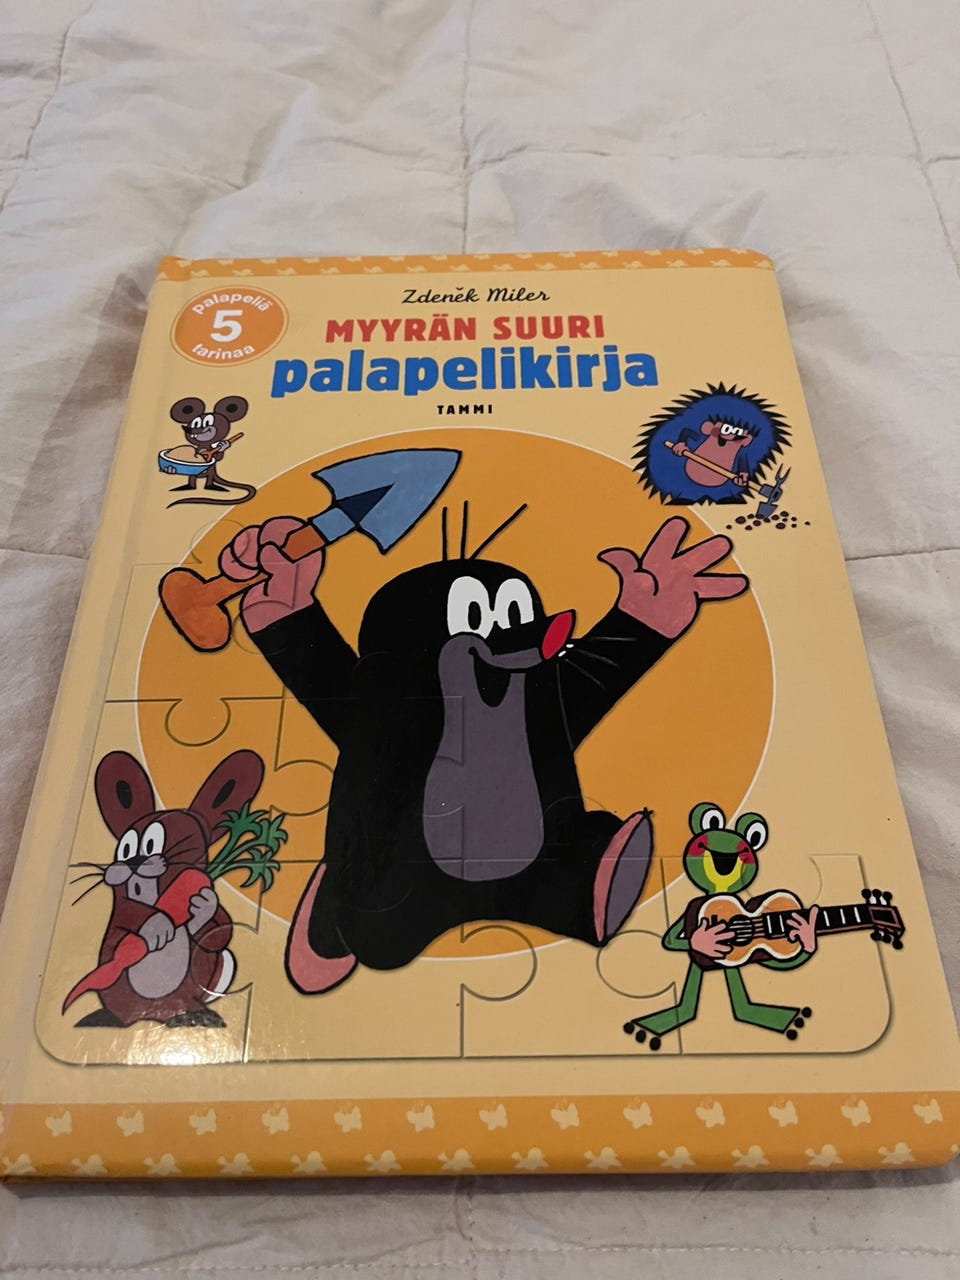 Zdeněk Miler
MYYRÄN SUURI
palapelikirja
TAMMI
palapeliä
5
tarinaa